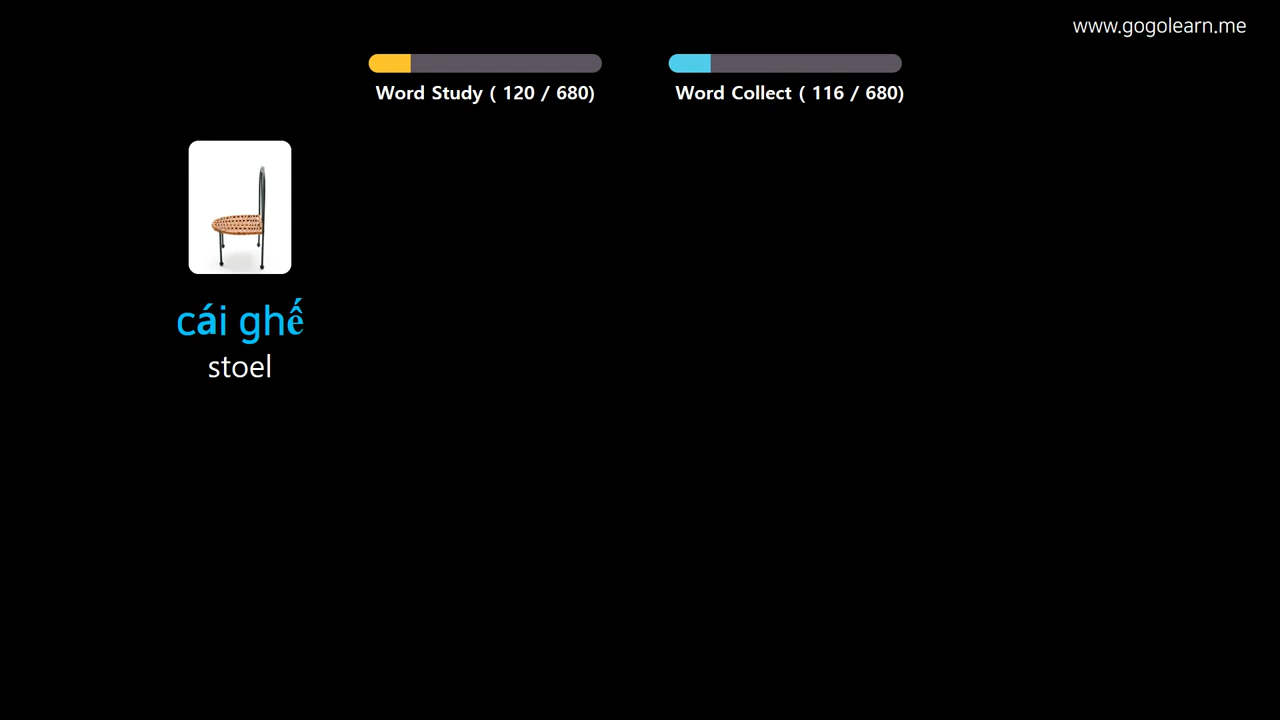 www.gogolearn.me
Word Study ( 120 / 680)
Word Collect ( 116 / 680)
cái ghế
stoel